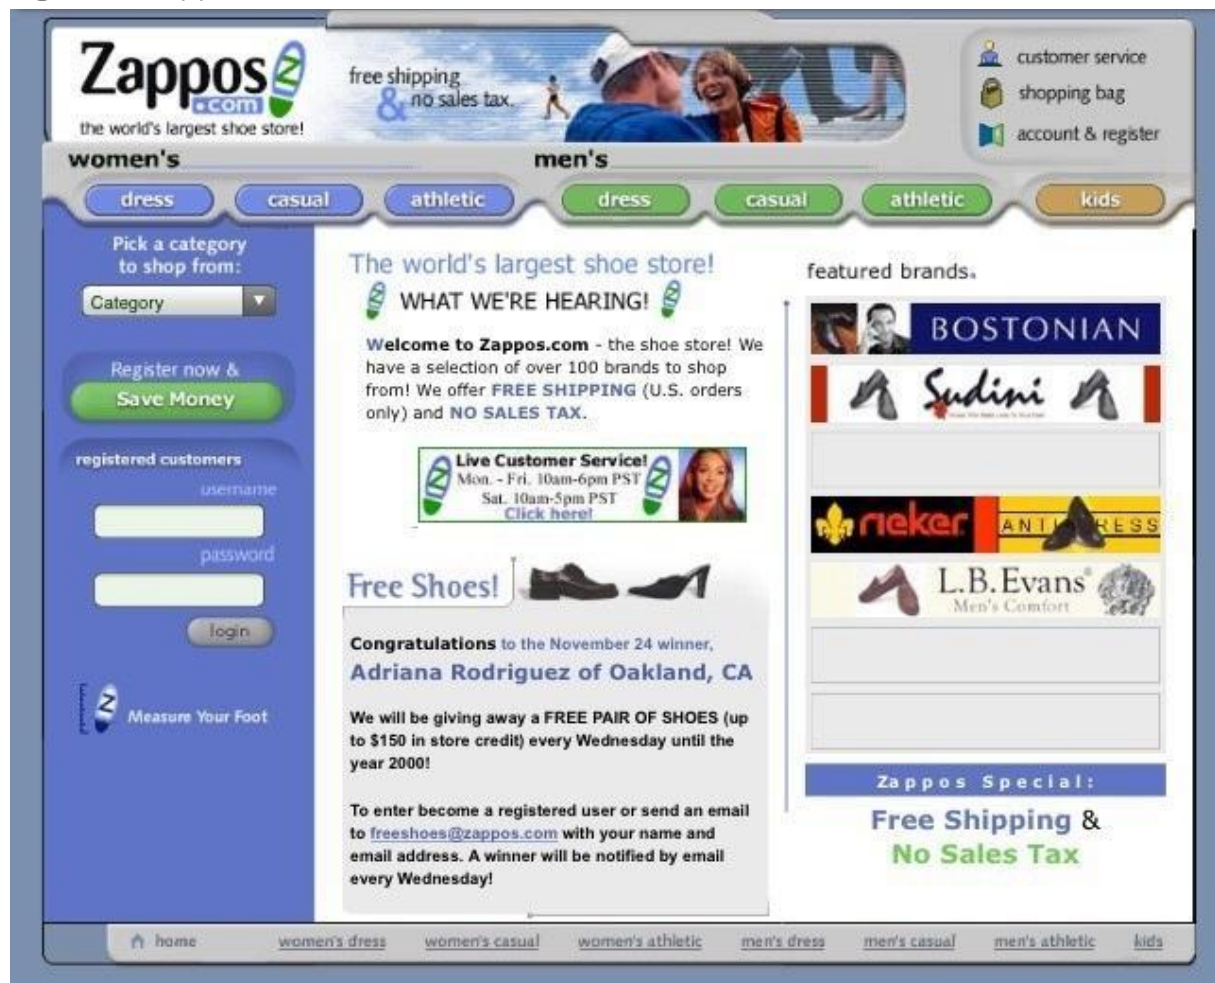 Zappos
.com
the world's largest shoe store!
free shipping
& no sales tax.
customer service
shopping bag
account & register
women's
men's
dress
casual
athletic
dress
casual
athletic
kids
Pick a category
to shop from:
Category
Register now &
Save Money
registered customers
username
password
login
Measure Your Foot
The world's largest shoe store!
WHAT WE'RE HEARING!
Welcome to Zappos.com - the shoe store! We
have a selection of over 100 brands to shop
from! We offer FREE SHIPPING (U.S. orders
only) and NO SALES TAX.
Live Customer Service!
Mon. - Fri. 10am-6pm PST
Sat. 10am-5pm PST
Click here!
Free Shoes!
Congratulations to the November 24 winner,
Adriana Rodriguez of Oakland, CA
We will be giving away a FREE PAIR OF SHOES (up
to $150 in store credit) every Wednesday until the
year 2000!
To enter become a registered user or send an email
to freeshoes@zappos.com with your name and
email address. A winner will be notified by email
every Wednesday!
featured brands.
BOSTONIAN
Sudini
rieker
L.B.Evans
Men's Comfort
Zappos Special:
Free Shipping &
No Sales Tax
home
women's dress
women's casual
women's athletic
men's dress
men's casual
men's athletic
kids